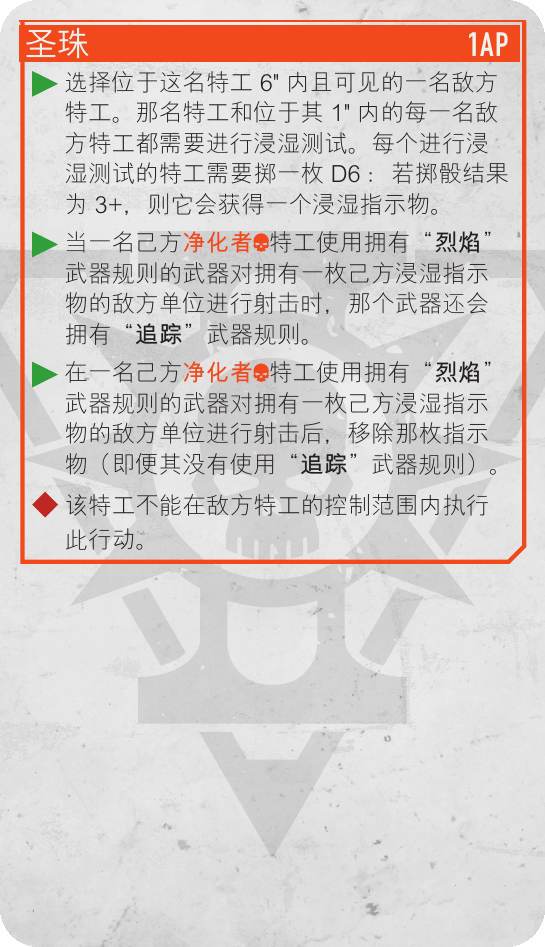 圣珠 1AP
选择位于这名特工 6" 内且可见的一名敌方
特工。那名特工和位于其 1" 内的每一名敌
方特工都需要进行浸湿测试。每个进行浸
湿测试的特工需要掷一枚 D6：若掷骰结果
为 3+，则它会获得一个浸湿指示物。
当一名己方净化者特工使用拥有“烈焰”
武器规则的武器对拥有一枚己方浸湿指示
物的敌方单位进行射击时，那个武器还会
拥有“追踪”武器规则。
在一名己方净化者特工使用拥有“烈焰”
武器规则的武器对拥有一枚己方浸湿指示
物的敌方单位进行射击后，移除那枚指示
物（即便其没有使用“追踪”武器规则）。
该特工不能在敌方特工的控制范围内执行
此行动。